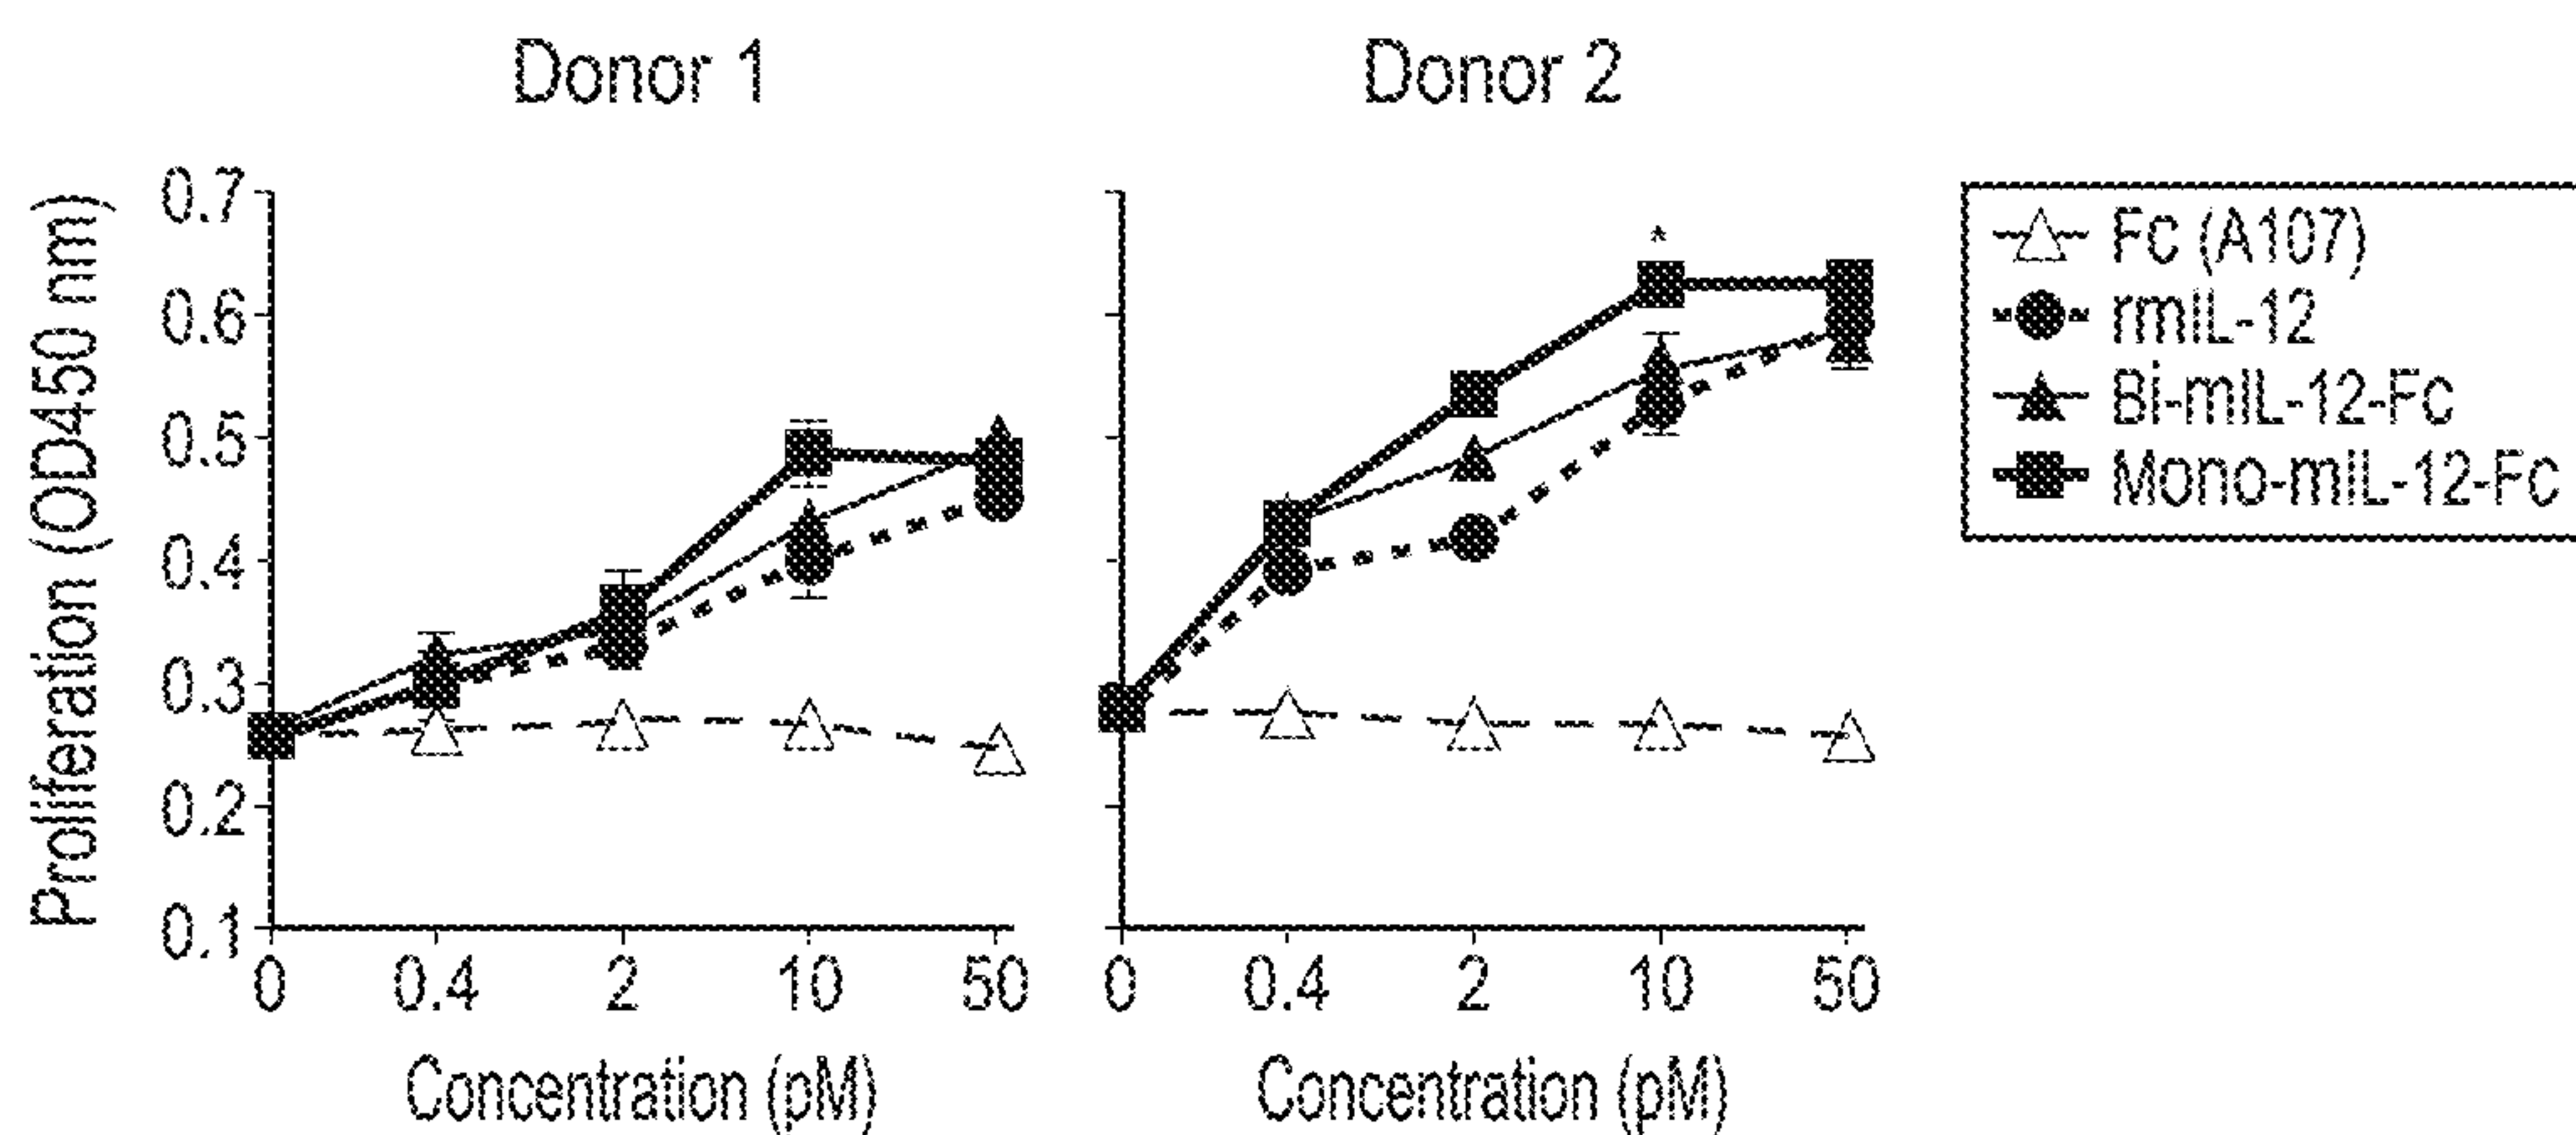 Donor 1
Donor 2
Proliferation (OD450 nm)
0.7
0.6
0.5
0.4
0.3
0.2
0.1
0 0.4 2 10 50
Concentration (pM)
*
0 0.4 2 10 50
Concentration (pM)
Fc (A107)
rmIL-12
Bi-mIL-12-Fc
Mono-mIL-12-Fc